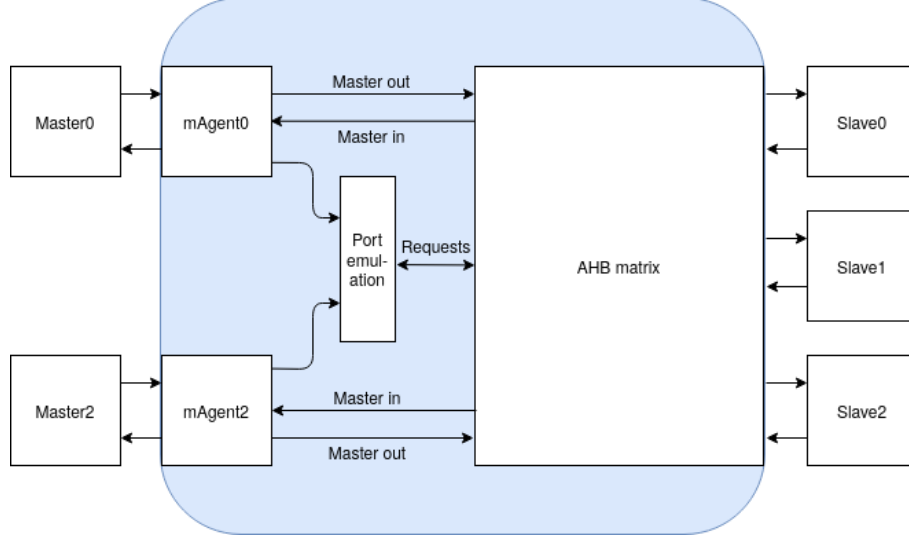 Master0
mAgent0
Master out
Master in
Slave0
Port
emul-
ation
Requests
AHB matrix
Slave1
Master2
mAgent2
Master in
Master out
Slave2